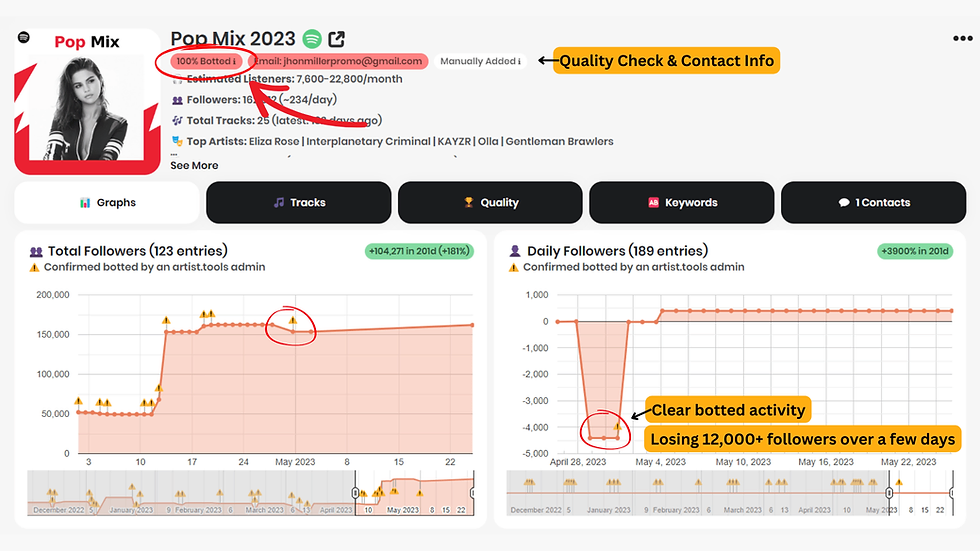 Pop Mix
Pop Mix 2023
100% Botted
Email: jhonmillerpromo@gmail.com
Manually Added
Quality Check & Contact Info
Estimated Listeners: 7,600-22,800/month
Followers: (~234/day)
Total Tracks: 25 (latest: days ago)
Top Artists: Eliza Rose | Interplanetary Criminal | KAYZR | Olla | Gentleman Brawlers
...
See More
Graphs
Tracks
Quality
AB Keywords
1 Contacts
Total Followers (123 entries)
+104,271 in 201d (+181%)
Confirmed botted by an artist.tools admin
200,000
150,000
100,000
50,000
0
3 10 17 24 May 2023 8 15 22
December 2022 5 January 2023 9 February 2023 6 March 2023 6 13 April 2023 10 May 2023 8 15 22
Daily Followers (189 entries)
+3900% in 201d
Confirmed botted by an artist.tools admin
1,000
0
-1,000
-2,000
-3,000
-4,000
-5,000
Clear botted activity
Losing 12,000+ followers over a few days
April 28, 2023 May 4, 2023 May 10, 2023 May 16, 2023 May 22, 2023
December 2022 5 January 2023 9 February 2023 6 March 2023 6 13 April 2023 10 May 8 15 22